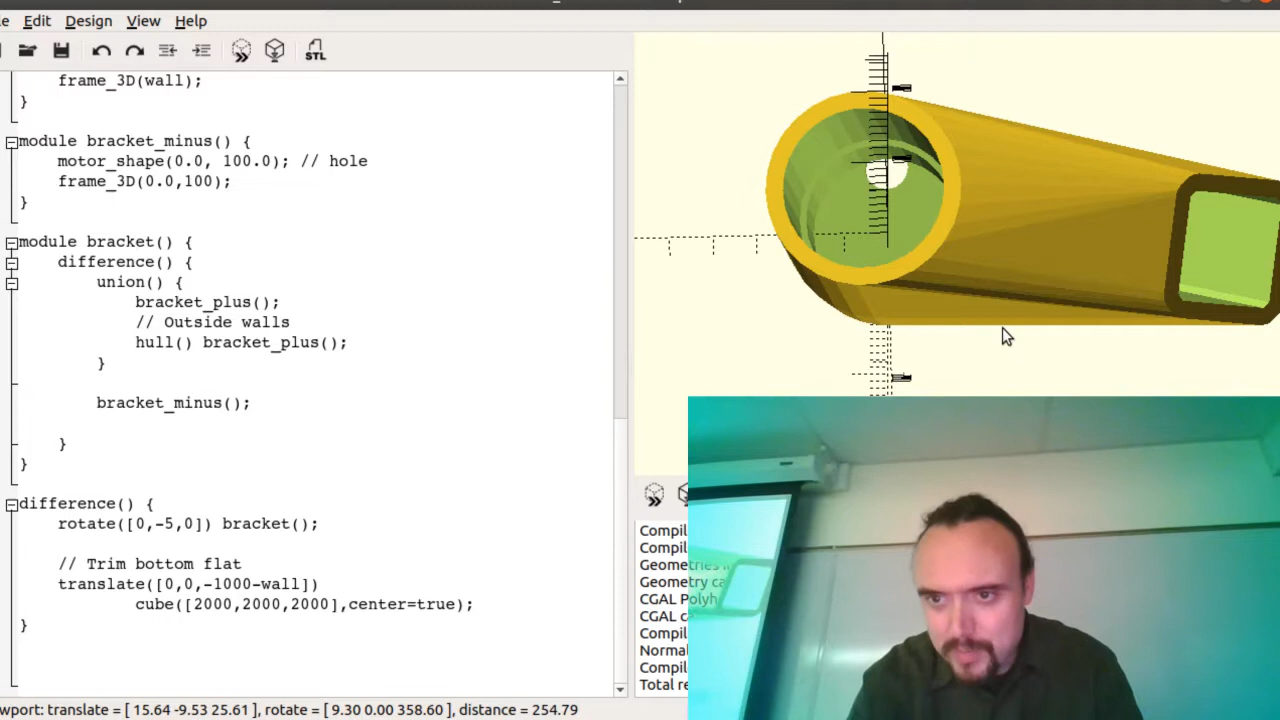 Edit Design View Help
STL
frame_3D(wall);
}
module bracket_minus() {
motor_shape(0.0, 100.0); // hole
frame_3D(0.0,100);
}
module bracket() {
difference() {
union() {
bracket_plus();
// Outside walls
hull() bracket_plus();
}
bracket_minus();
}
}
difference() {
rotate([0,-5,0]) bracket();
// Trim bottom flat
translate([0,0,-1000-wall])
cube([2000,2000,2000],center=true);
}
Compil
Compil
Geometries i
Geometry ca
CGAL Polyh
CGAL c
Compil
Normal
Compil
Total re
wport: translate = [ 15.64 -9.53 25.61 ], rotate = [ 9.30 0.00 358.60 ], distance = 254.79